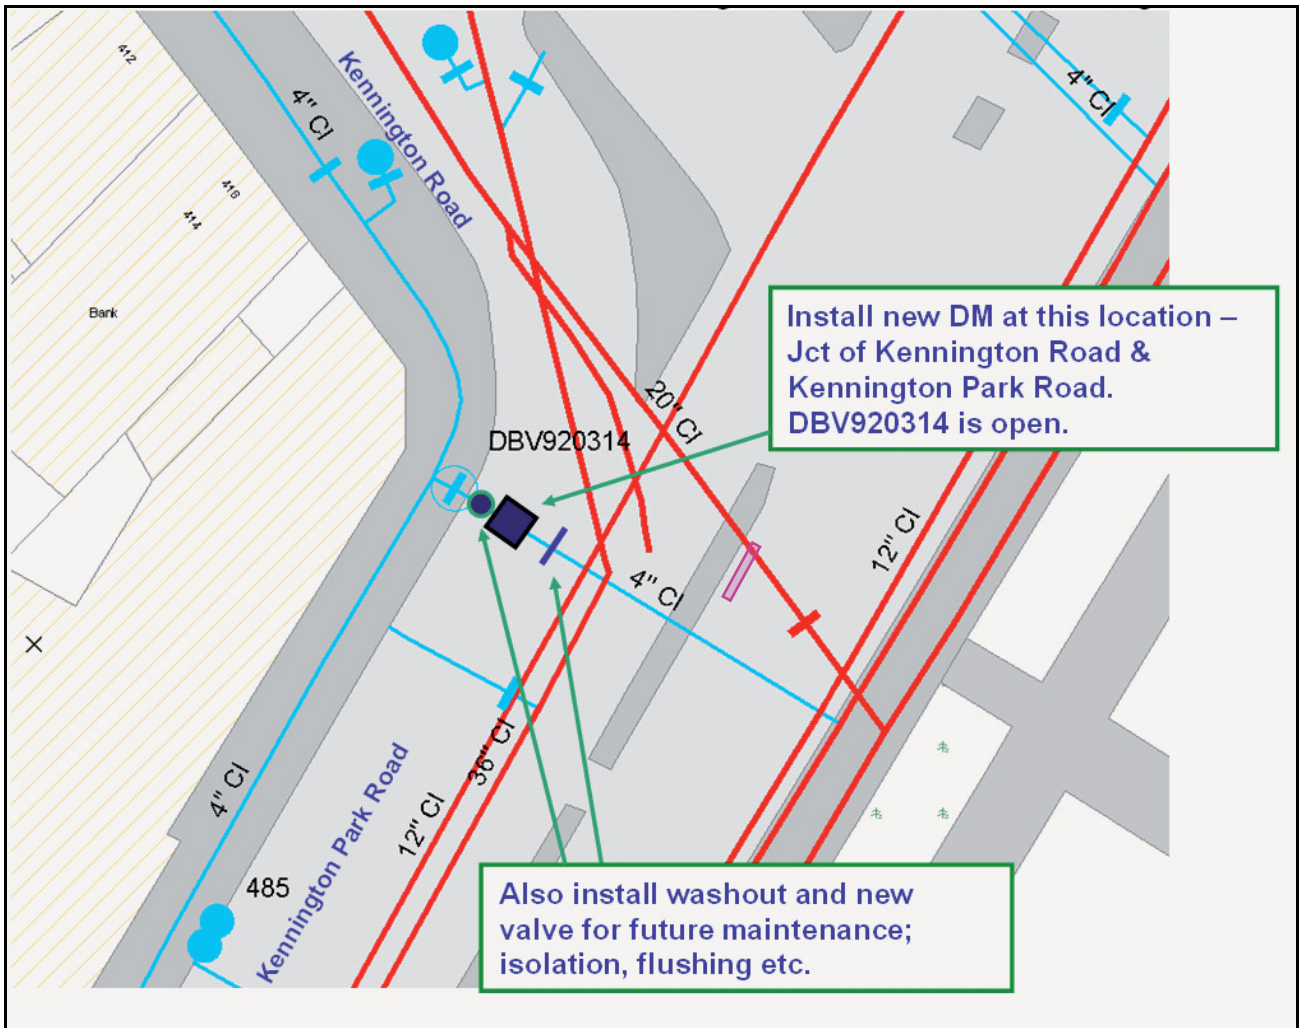 412
4" CI
Kennington Road
4" CI
416
414
Bank
Install new DM at this location –
Jct of Kennington Road &
Kennington Park Road.
DBV920314 is open.
20" CI
DBV920314
12" CI
4" CI
36" CI
4" CI
12" CI
Kennington Park Road
485
Also install washout and new
valve for future maintenance;
isolation, flushing etc.